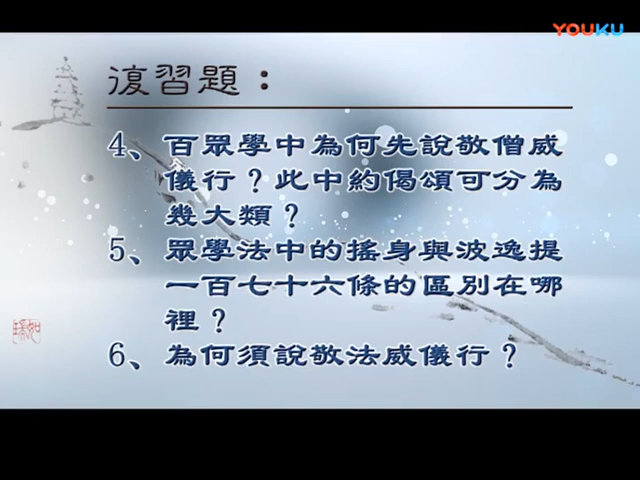 YOUKU
復習題：
4、百眾學中為何先說敬僧威
儀行？此中約偈頌可分為
幾大類？
5、眾學法中的搖身與波逸提
一百七十六條的區別在哪
裡？
6、為何須說敬法威儀行？